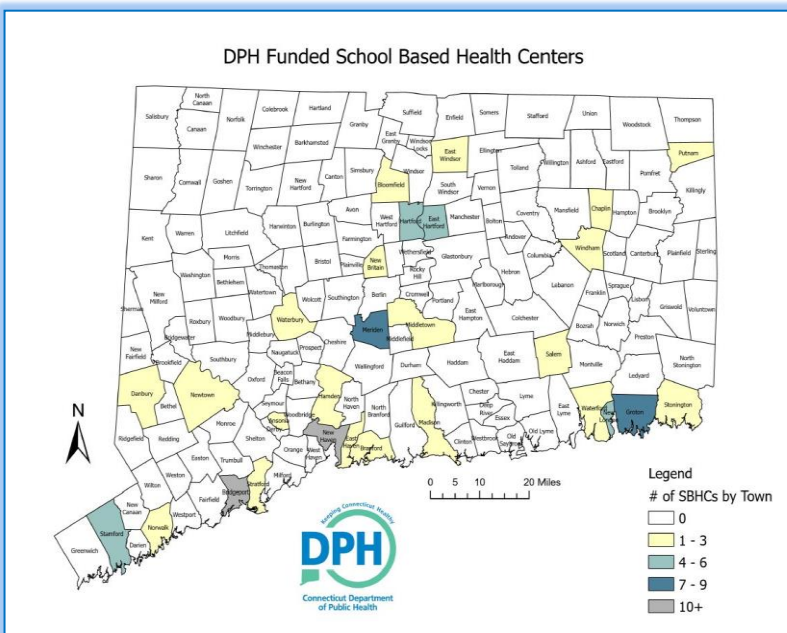 DPH Funded School Based Health Centers
North
Canaan
Salisbury
Canaan
Norfolk
Colebrook
Hartland
Granby
Suffield
East
Granby
Windsor
Locks
Enfield
Somers
Stafford
Union
Woodstock
Thompson
Winchester
Barkhamsted
Simsbury
Windsor
East
Windsor
Ellington
Tolland
Willington
Ashford
Eastford
Pomfret
Putnam
Killingly
Sharon
Cornwall
Goshen
Torrington
New
Hartford
Canton
Bloomfield
South
Windsor
Vernon
Avon
West
Hartford
Hartford
East
Hartford
Manchester
Bolton
Coventry
Mansfield
Chaplin
Hampton
Brooklyn
Kent
Warren
Litchfield
Harwinton
Burlington
Farmington
Andover
Columbia
Windham
Scotland
Canterbury
Plainfield
Sterling
Washington
Morris
Bethlehem
Thomaston
Watertown
Bristol
Plainville
New
Britain
Wethersfield
Rocky
Hill
Glastonbury
Hebron
Marlborough
Lebanon
Franklin
Sprague
Lisbon
Griswold
Voluntown
New
Milford
Sherman
Roxbury
Bridgewater
Woodbury
Middlebury
Waterbury
Wolcott
Southington
Berlin
Cromwell
Portland
East
Hampton
Colchester
Bozrah
Norwich
Preston
North
Stonington
New
Fairfield
Brookfield
Southbury
Oxford
Naugatuck
Prospect
Cheshire
Meriden
Middletown
Middlefield
Haddam
East
Haddam
Salem
Montville
Ledyard
Danbury
Bethel
Newtown
Beacon
Falls
Bethany
Wallingford
Durham
Seymour
Woodbridge
Hamden
North
Haven
North
Branford
Killingworth
Chester
Deep
River
Essex
Lyme
East
Lyme
Waterford
New
London
Groton
Stonington
Ridgefield
Redding
Monroe
Shelton
Ansonia
Derby
New
Haven
East
Haven
Branford
Guilford
Madison
Clinton
Westbrook
Old
Saybrook
Old Lyme
Easton
Trumbull
Orange
West
Haven
Milford
Stratford
Wilton
Weston
Fairfield
Bridgeport
New
Canaan
Westport
Norwalk
Darien
Stamford
Greenwich
N
0 5 10 20 Miles
Legend
# of SBHCs by Town
0
1 - 3
4 - 6
7 - 9
10+
Keeping Connecticut Healthy
DPH
Connecticut Department
of Public Health